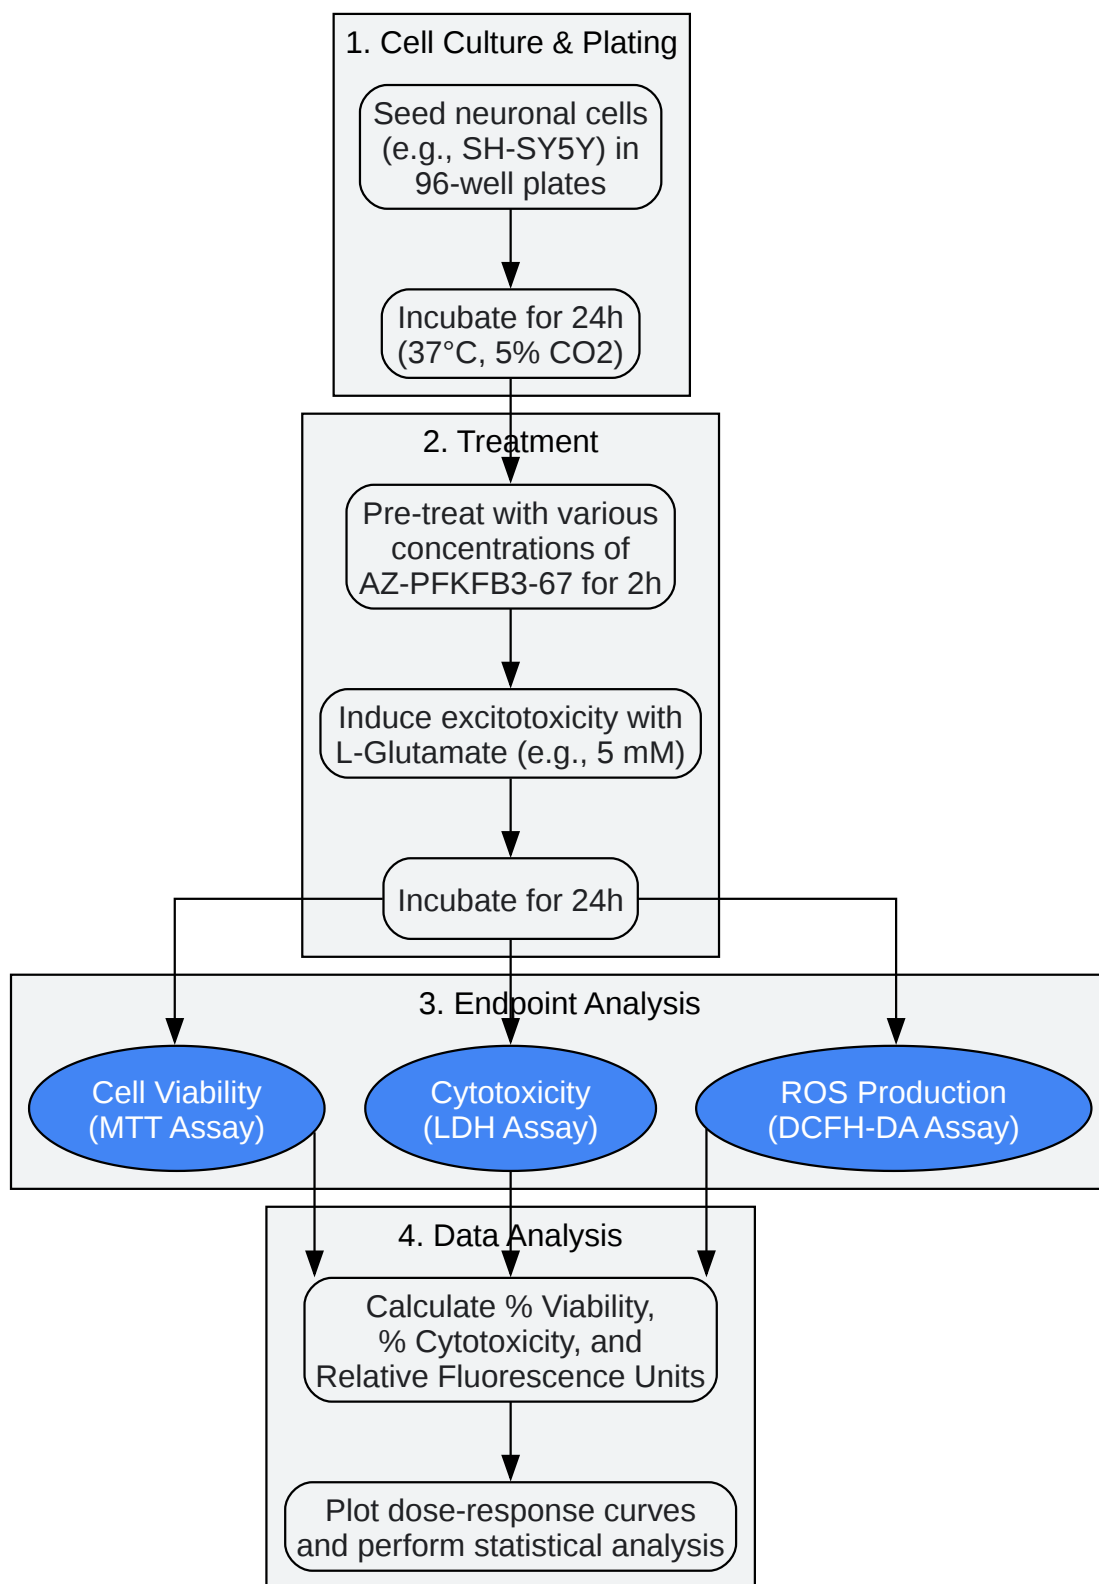 1. Cell Culture & Plating
Seed neuronal cells
(e.g., SH-SY5Y) in
96-well plates
Incubate for 24h
(37°C, 5% CO2)
2. Treatment
Pre-treat with various
concentrations of
AZ-PFKFB3-67 for 2h
Induce excitotoxicity with
L-Glutamate (e.g., 5 mM)
Incubate for 24h
3. Endpoint Analysis
Cell Viability
(MTT Assay)
Cytotoxicity
(LDH Assay)
ROS Production
(DCFH-DA Assay)
4. Data Analysis
Calculate % Viability,
% Cytotoxicity, and
Relative Fluorescence Units
Plot dose-response curves
and perform statistical analysis